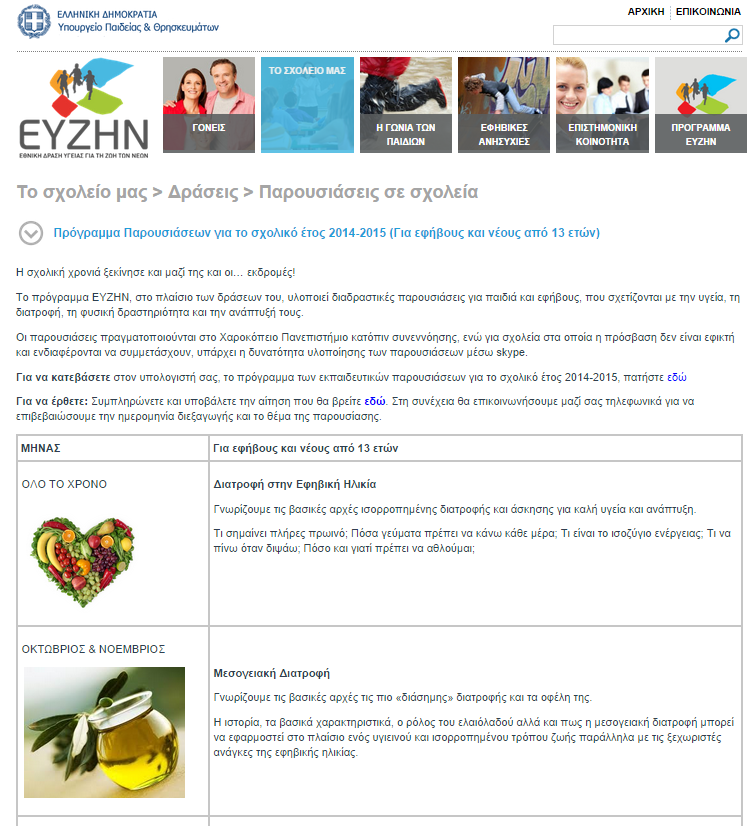 ΕΛΛΗΝΙΚΗ ΔΗΜΟΚΡΑΤΙΑ
Υπουργείο Παιδείας & Θρησκευμάτων
ΑΡΧΙΚΗ
ΕΠΙΚΟΙΝΩΝΙΑ
ΕΥΖΗΝ
ΕΘΝΙΚΗ ΔΡΑΣΗ ΥΓΕΙΑΣ ΓΙΑ ΤΗ ΖΩΗ ΤΩΝ ΝΕΩΝ
ΓΟΝΕΙΣ
ΤΟ ΣΧΟΛΕΙΟ ΜΑΣ
Η ΓΩΝΙΑ ΤΩΝ
ΠΑΙΔΙΩΝ
ΕΦΗΒΙΚΕΣ
ΑΝΗΣΥΧΙΕΣ
ΕΠΙΣΤΗΜΟΝΙΚΗ
ΚΟΙΝΟΤΗΤΑ
ΠΡΟΓΡΑΜΜΑ
ΕΥΖΗΝ
Το σχολείο μας > Δράσεις > Παρουσιάσεις σε σχολεία
Πρόγραμμα Παρουσιάσεων για το σχολικό έτος 2014-2015 (Για εφήβους και νέους από 13 ετών)
Η σχολική χρονιά ξεκίνησε και μαζί της και οι... εκδρομές!
Το πρόγραμμα ΕΥΖΗΝ, στο πλαίσιο των δράσεων του, υλοποιεί διαδραστικές παρουσιάσεις για παιδιά και εφήβους, που σχετίζονται με την υγεία, τη
διατροφή, τη φυσική δραστηριότητα και την ανάπτυξή τους.
Οι παρουσιάσεις πραγματοποιούνται στο Χαροκόπειο Πανεπιστήμιο κατόπιν συνεννόησης, ενώ για σχολεία στα οποία η πρόσβαση δεν είναι εφικτή
και ενδιαφέρονται να συμμετάσχουν, υπάρχει η δυνατότητα υλοποίησης των παρουσιάσεων μέσω skype.
Για να κατεβάσετε στον υπολογιστή σας, το πρόγραμμα των εκπαιδευτικών παρουσιάσεων για το σχολικό έτος 2014-2015, πατήστε εδώ
Για να έρθετε: Συμπληρώνετε και υποβάλετε την αίτηση που θα βρείτε εδώ. Στη συνέχεια θα επικοινωνήσουμε μαζί σας τηλεφωνικά για να
επιβεβαιώσουμε την ημερομηνία διεξαγωγής και το θέμα της παρουσίασης.
ΜΗΝΑΣ
Για εφήβους και νέους από 13 ετών
ΟΛΟ ΤΟ ΧΡΟΝΟ
Διατροφή στην Εφηβική Ηλικία
Γνωρίζουμε τις βασικές αρχές ισορροπημένης διατροφής και άσκησης για καλή υγεία και ανάπτυξη.
Τι σημαίνει πλήρες πρωινό; Πόσα γεύματα πρέπει να κάνω κάθε μέρα; Τι είναι το ισοζύγιο ενέργειας; Τι να
πίνω όταν διψάω; Πόσο και γιατί πρέπει να αθλούμαι;
ΟΚΤΩΒΡΙΟΣ & ΝΟΕΜΒΡΙΟΣ
Μεσογειακή Διατροφή
Γνωρίζουμε τις βασικές αρχές τις πιο «διάσημης» διατροφής και τα οφέλη της.
Η ιστορία, τα βασικά χαρακτηριστικά, ο ρόλος του ελαιόλαδού αλλά και πως η μεσογειακή διατροφή μπορεί
να εφαρμοστεί στο πλαίσιο ενός υγιεινού και ισορροπημένου τρόπου ζωής παράλληλα με τις ξεχωριστές
ανάγκες της εφηβικής ηλικίας.